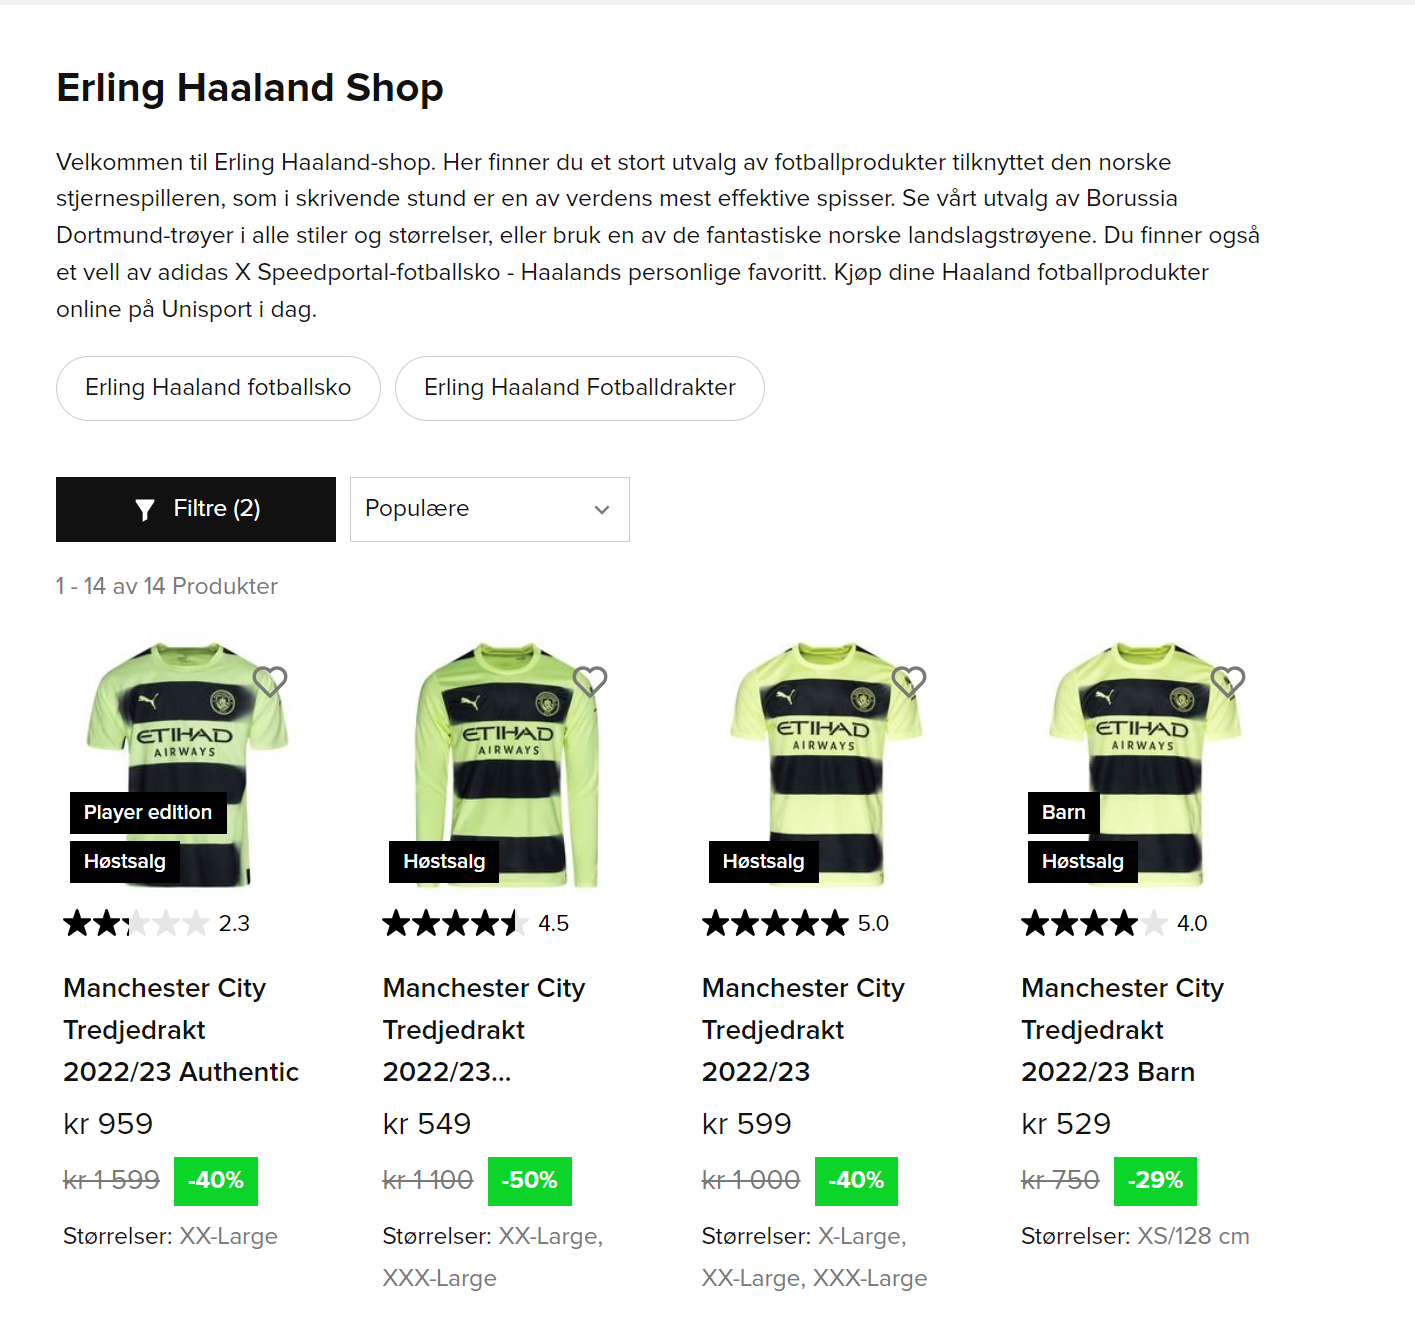 Erling Haaland Shop
Velkommen til Erling Haaland-shop. Her finner du et stort utvalg av fotballprodukter tilknyttet den norske
stjernespilleren, som i skrivende stund er en av verdens mest effektive spisser. Se vårt utvalg av Borussia
Dortmund-trøyer i alle stiler og størrelser, eller bruk en av de fantastiske norske landslagstrøyene. Du finner også
et vell av adidas X Speedportal-fotballsko - Haalands personlige favoritt. Kjøp dine Haaland fotballprodukter
online på Unisport i dag.
Erling Haaland fotballsko
Erling Haaland Fotballdrakter
Filtre (2)
Populære
1 - 14 av 14 Produkter
ETIHAD
AIRWAYS
Player edition
Høstsalg
2.3
Manchester City
Tredjedrakt
2022/23 Authentic
kr 959
kr 1 599 -40%
Størrelser: XX-Large
ETIHAD
AIRWAYS
Høstsalg
4.5
Manchester City
Tredjedrakt
2022/23...
kr 549
kr 1 100 -50%
Størrelser: XX-Large,
XXX-Large
ETIHAD
AIRWAYS
Høstsalg
5.0
Manchester City
Tredjedrakt
2022/23
kr 599
kr 1 000 -40%
Størrelser: X-Large,
XX-Large, XXX-Large
ETIHAD
AIRWAYS
Barn
Høstsalg
4.0
Manchester City
Tredjedrakt
2022/23 Barn
kr 529
kr 750 -29%
Størrelser: XS/128 cm